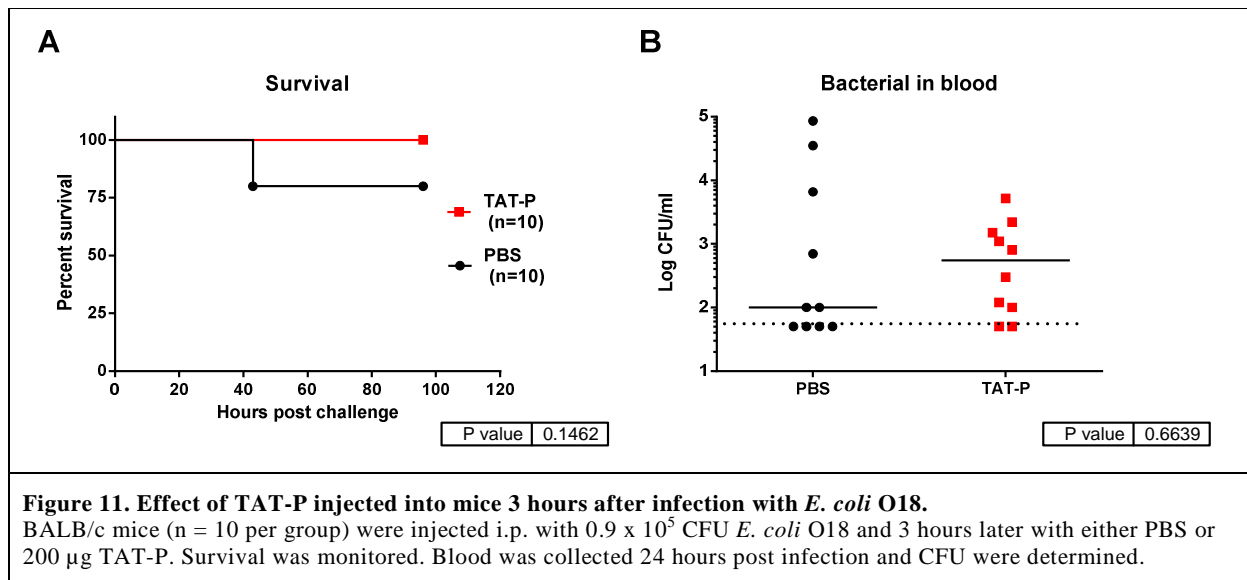 A
Survival
Percent survival
100
75
50
25
0
0 20 40 60 80 100 120
Hours post challenge
TAT-P
(n=10)
PBS
(n=10)
P value 0.1462
B
Bacterial in blood
Log CFU/ml
5
4
3
2
1
PBS TAT-P
P value 0.6639
Figure 11. Effect of TAT-P injected into mice 3 hours after infection with E. coli O18.
BALB/c mice (n = 10 per group) were injected i.p. with 0.9 x 10⁵ CFU E. coli O18 and 3 hours later with either PBS or
200 µg TAT-P. Survival was monitored. Blood was collected 24 hours post infection and CFU were determined.